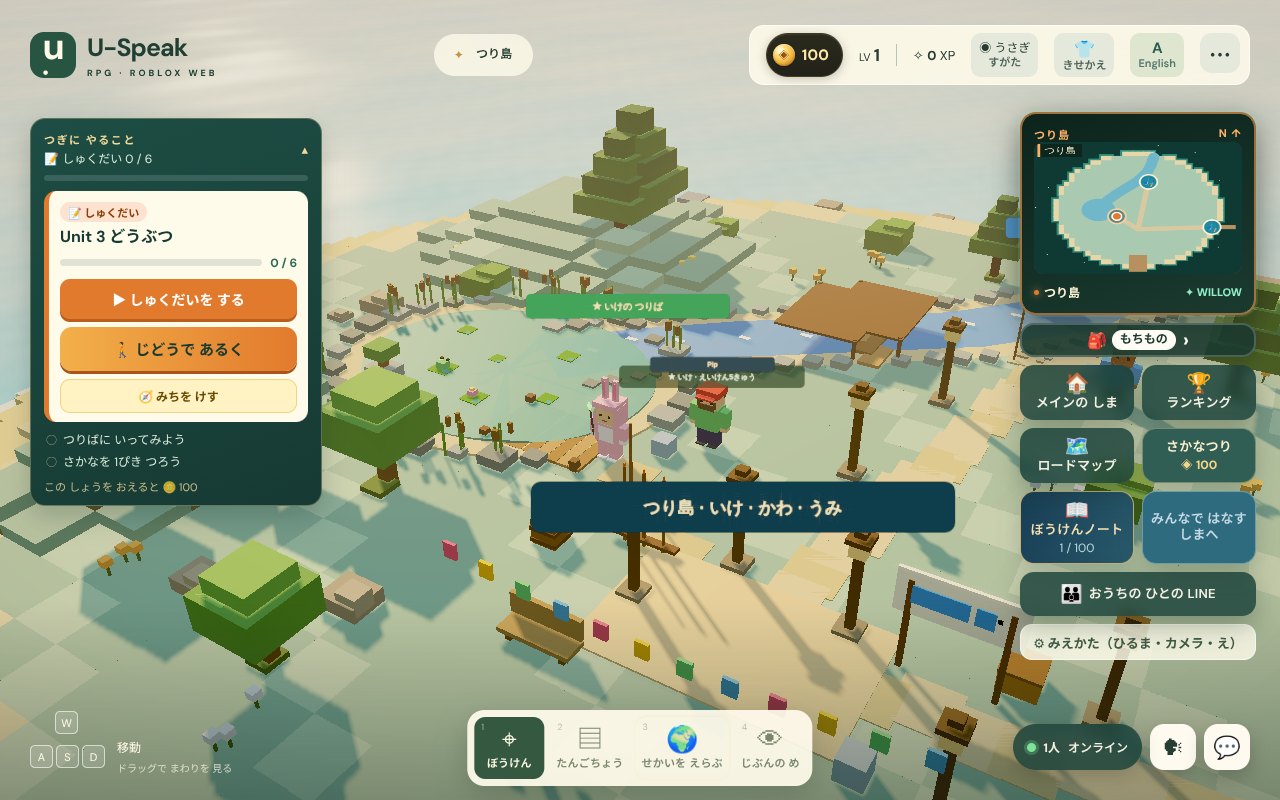 u
U-Speak
RPG · ROBLOX WEB
✦ つり島
100
LV 1
✧ 0 XP
◉ うさぎ
すがた
👕
きせかえ
A
English
•••
つぎに やること
📝 しゅくだい 0 / 6
▲
📝 しゅくだい
Unit 3 どうぶつ
0 / 6
▶ しゅくだいを する
🚶 じどうで あるく
🧭 みちを けす
つりばに いってみよう
さかなを 1ぴき つろう
この しょうを おえると 🪙 100
★ いけの つりば
Pip
★ いけ・えいけん5きゅう
つり島・いけ・かわ・うみ
つり島
N ↑
つり島
つり島
✦ WILLOW
🎒 もちもの ›
🏠
メインの しま
🏆
ランキング
🗺️
ロードマップ
さかなつり
◈ 100
📖
ぼうけんノート
1 / 100
みんなで はなす
しまへ
👪 おうちの ひとの LINE
⚙ みえかた（ひるま・カメラ・え）
W
A
S
D
移動
ドラッグで まわりを 見る
1
ぼうけん
2
たんごちょう
3
せかいを えらぶ
4
じぶんの め
1人 オンライン